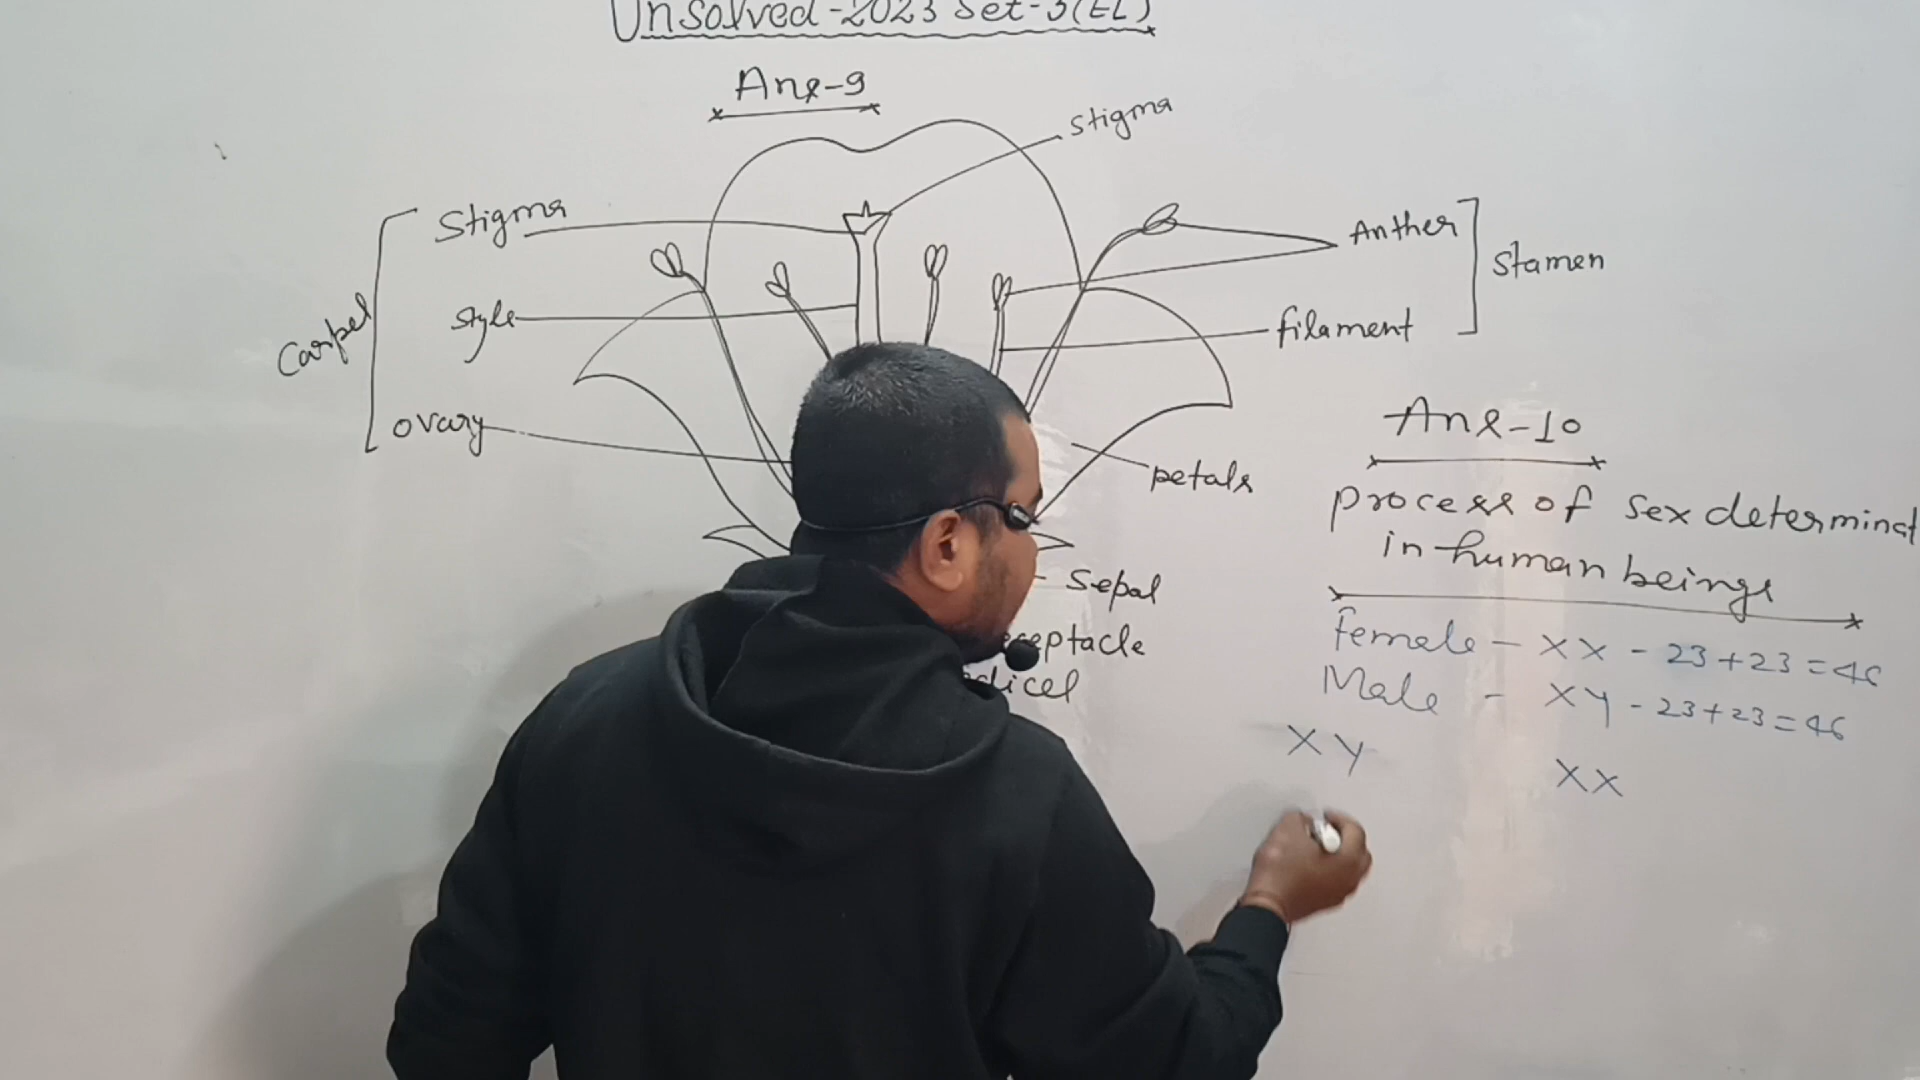 Unsolved-2023 Set-3(EL)
Ans-9
Stigma
Stigma
Style
ovary
Carpel
Anther
filament
Stamen
petals
Sepal
eceptacle
edicel
Ans-10
process of sex determinat
in human beings
Female - XX - 23+23=46
Male - XY - 23+23=46
XY
XX